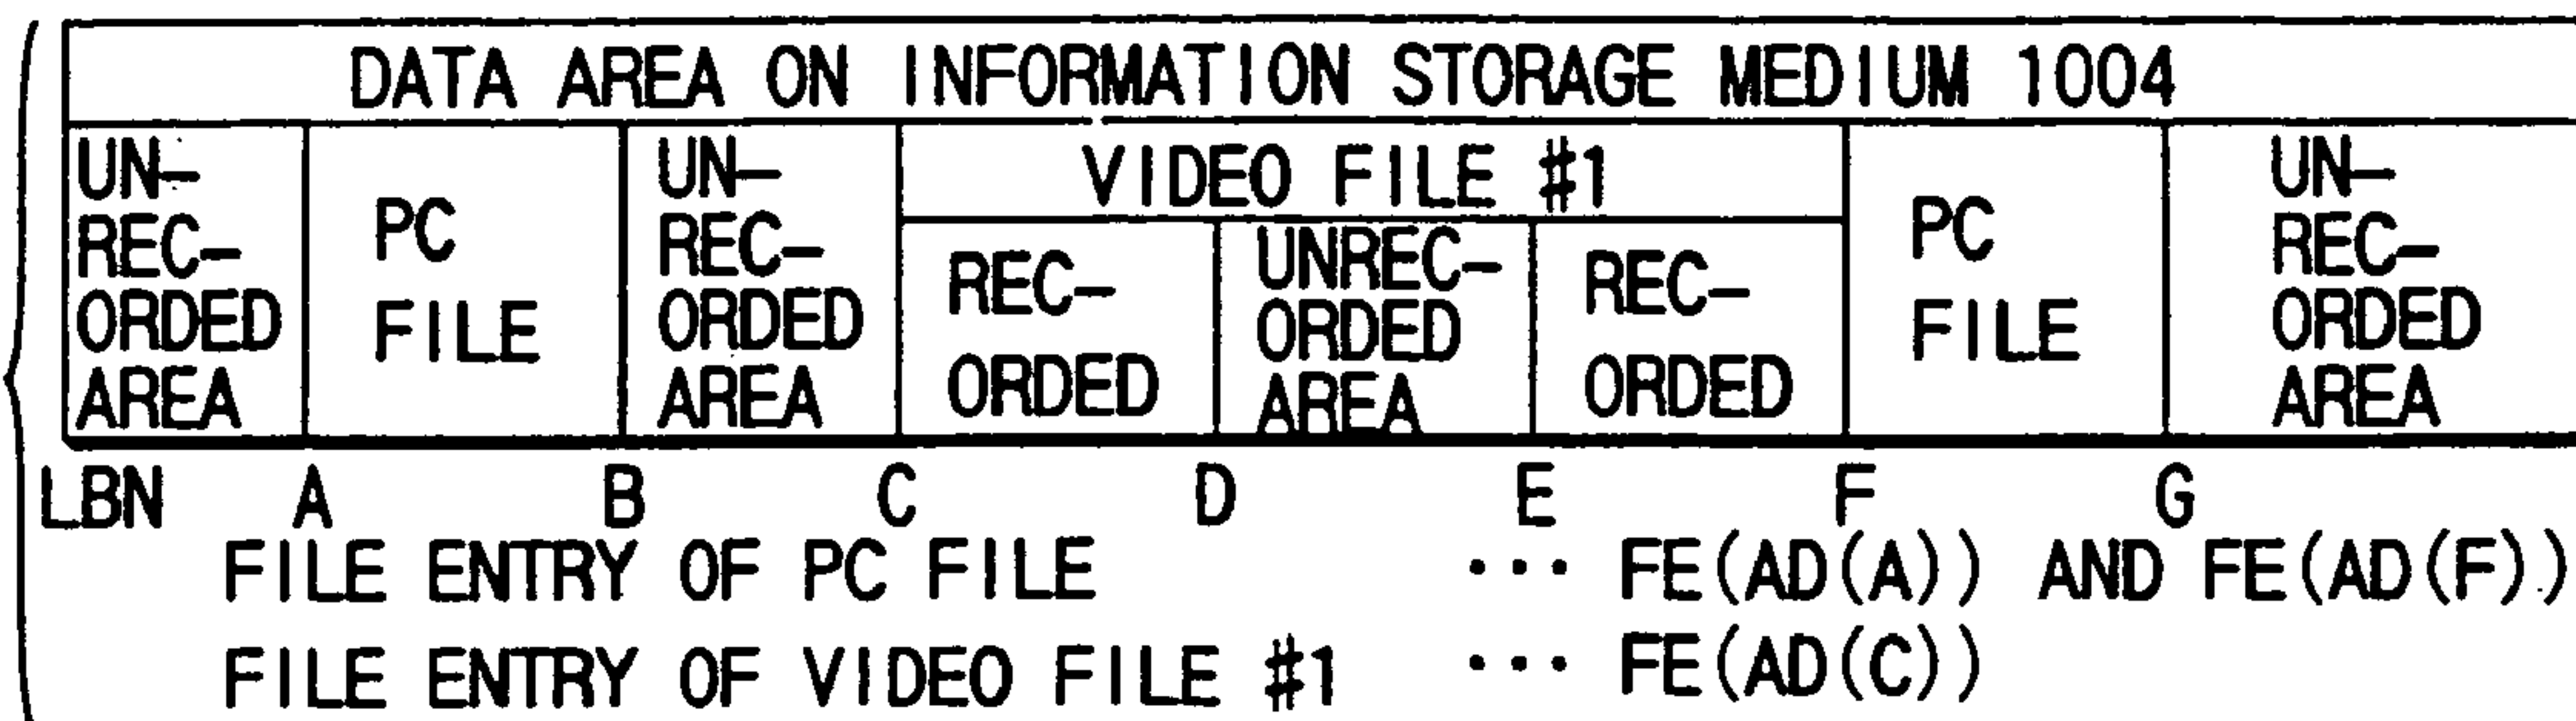 DATA AREA ON INFORMATION STORAGE MEDIUM 1004
UN-
REC-
ORDED
AREA
PC
FILE
UN-
REC-
ORDED
AREA
VIDEO FILE #1
REC-
ORDED
UNREC-
ORDED
AREA
REC-
ORDED
PC
FILE
UN-
REC-
ORDED
AREA
LBN A B C D E F G
FILE ENTRY OF PC FILE ··· FE(AD(A)) AND FE(AD(F))
FILE ENTRY OF VIDEO FILE #1 ··· FE(AD(C))